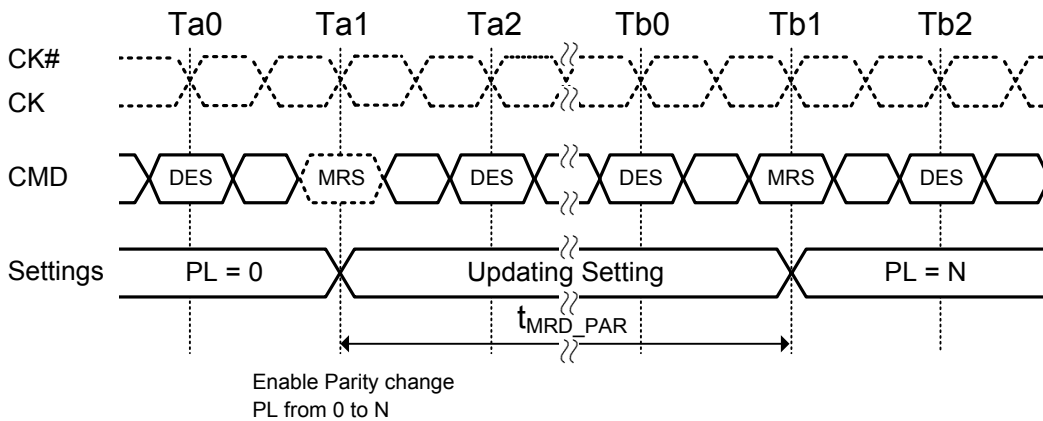 Ta0 Ta1 Ta2 Tb0 Tb1 Tb2
CK#
CK
CMD DES MRS DES DES MRS DES
Settings PL = 0 Updating Setting PL = N
tMRD_PAR
Enable Parity change
PL from 0 to N